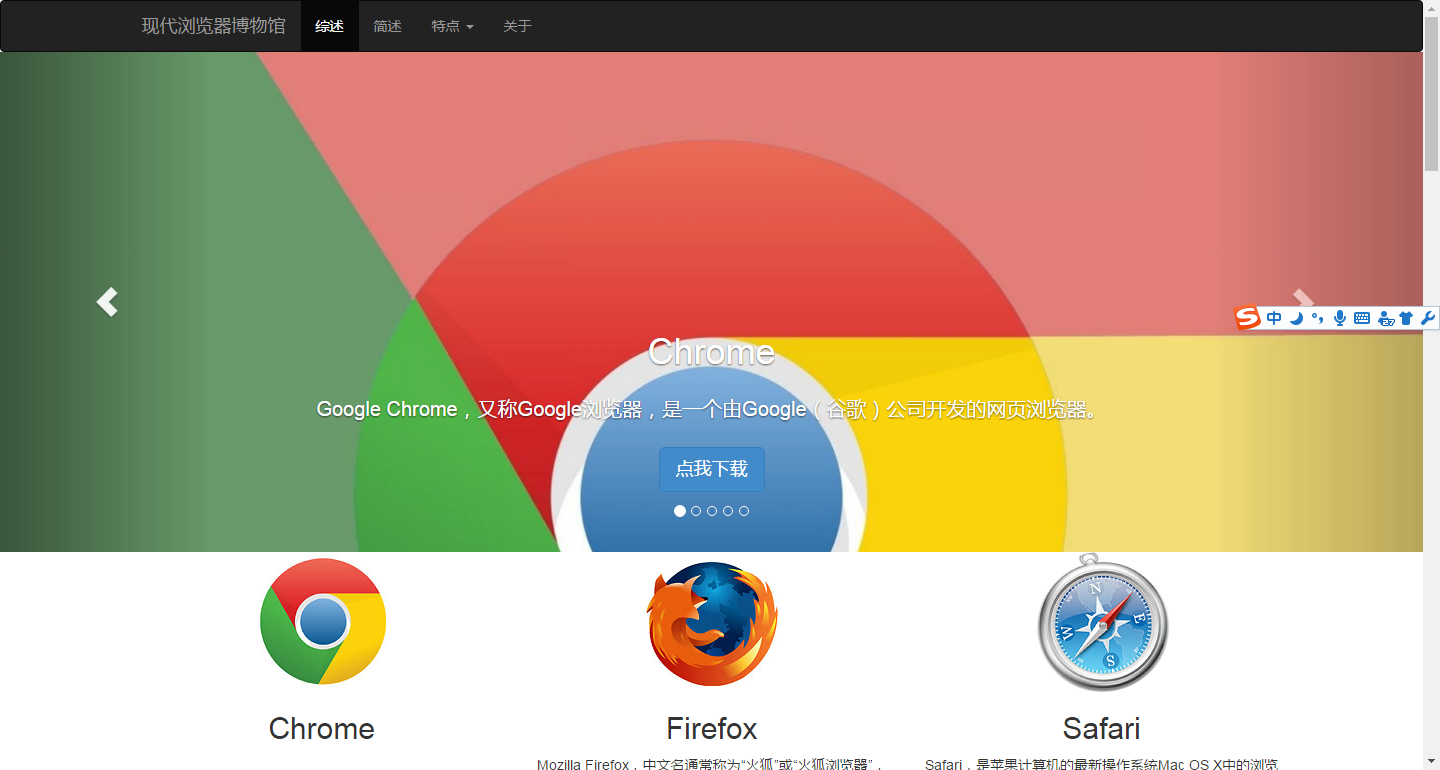 现代浏览器博物馆 综述 简述 特点 关于
Chrome
Google Chrome，又称Google浏览器，是一个由Google（谷歌）公司开发的网页浏览器。
中
点我下载
N
E
W
S
Chrome
Firefox
Safari
Mozilla Firefox，中文名通常称为“火狐”或“火狐浏览器”，
Safari，是苹果计算机的最新操作系统Mac OS X中的浏览